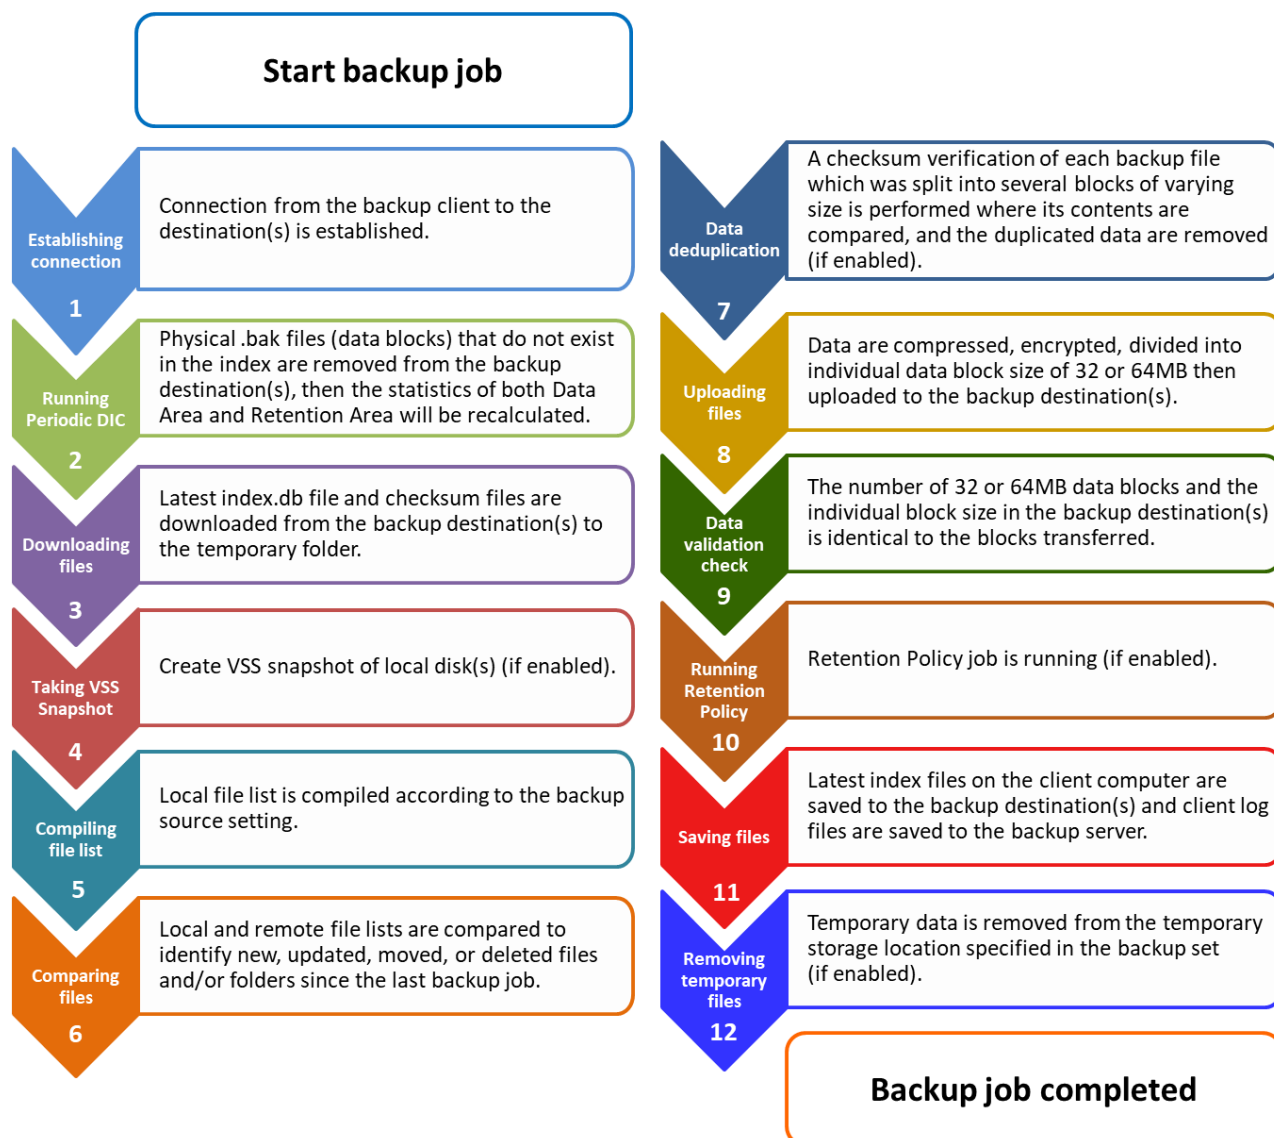 Start backup job
Establishing
connection
1
Connection from the backup client to the
destination(s) is established.
Running
Periodic DIC
2
Physical .bak files (data blocks) that do not exist
in the index are removed from the backup
destination(s), then the statistics of both Data
Area and Retention Area will be recalculated.
Downloading
files
3
Latest index.db file and checksum files are
downloaded from the backup destination(s) to
the temporary folder.
Taking VSS
Snapshot
4
Create VSS snapshot of local disk(s) (if enabled).
Compiling
file list
5
Local file list is compiled according to the backup
source setting.
Comparing
files
6
Local and remote file lists are compared to
identify new, updated, moved, or deleted files
and/or folders since the last backup job.
Data
deduplication
7
A checksum verification of each backup file
which was split into several blocks of varying
size is performed where its contents are
compared, and the duplicated data are removed
(if enabled).
Uploading
files
8
Data are compressed, encrypted, divided into
individual data block size of 32 or 64MB then
uploaded to the backup destination(s).
Data
validation
check
9
The number of 32 or 64MB data blocks and the
individual block size in the backup destination(s)
is identical to the blocks transferred.
Running
Retention
Policy
10
Retention Policy job is running (if enabled).
Saving files
11
Latest index files on the client computer are
saved to the backup destination(s) and client log
files are saved to the backup server.
Removing
temporary
files
12
Temporary data is removed from the temporary
storage location specified in the backup set
(if enabled).
Backup job completed